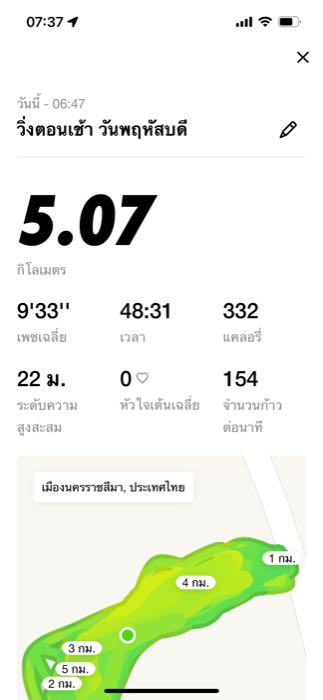 07:37
วันนี้ - 06:47
วิ่งตอนเช้า วันพฤหัสบดี
5.07
กิโลเมตร
9'33'' 48:31 332
เพซเฉลี่ย เวลา แคลอรี่
22 ม. 0 154
ระดับความ หัวใจเต้นเฉลี่ย จำนวนก้าว
สูงสะสม ต่อนาที
เมืองนครราชสีมา, ประเทศไทย
1 กม.
4 กม.
3 กม.
5 กม.
2 กม.